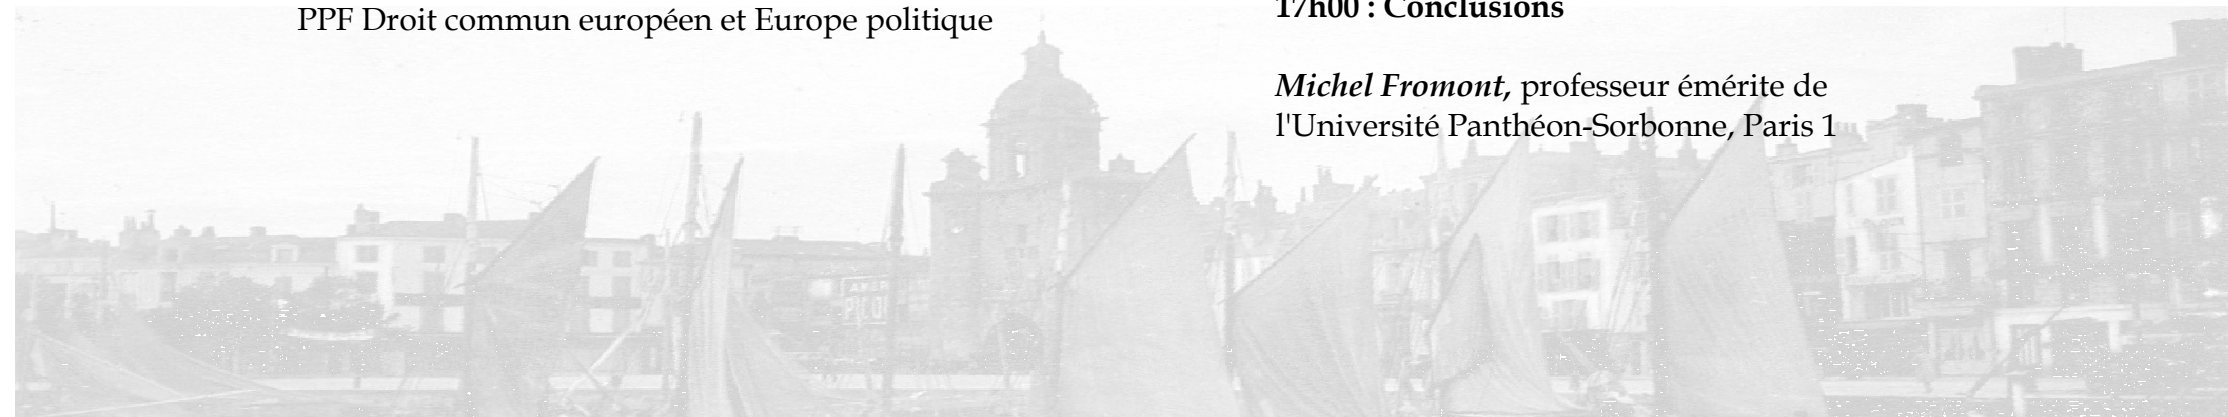 PPF Droit commun européen et Europe politique
17h00 : Conclusions
Michel Fromont, professeur émérite de
l'Université Panthéon-Sorbonne, Paris 1